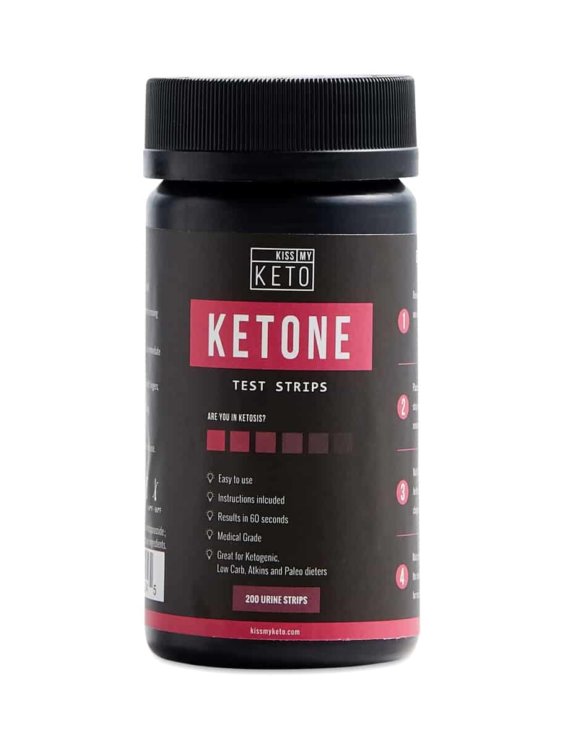 KISS MY
KETO
KETONE
TEST STRIPS
ARE YOU IN KETOSIS?
Easy to use
Instructions inlcuded
Results in 60 seconds
Medical Grade
Great for Ketogenic,
Low Carb, Atkins and Paleo dieters
200 URINE STRIPS
kissmyketo.com
1
2
3
4
5